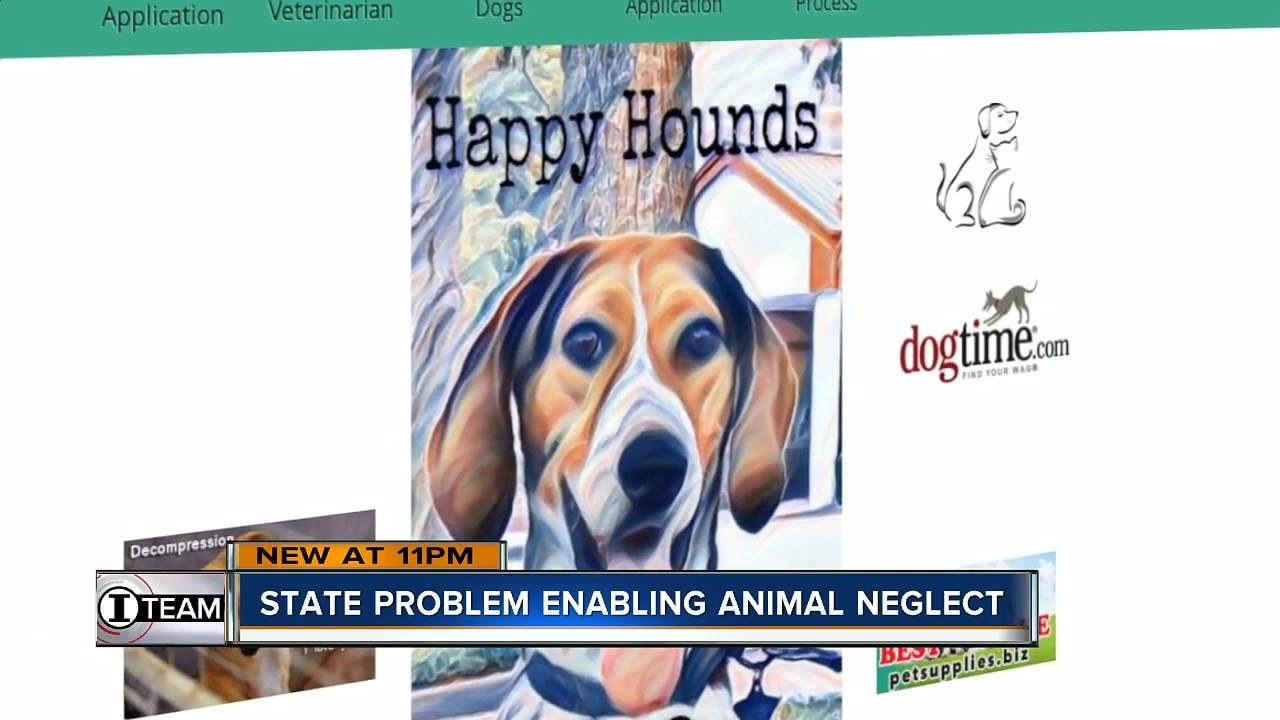 Application
Veterinarian
Dogs
Application
Process
Happy Hounds
dogtime.com
FIND YOUR WAG®
Decompression
NEW AT 11PM
I TEAM
STATE PROBLEM ENABLING ANIMAL NEGLECT
petsupplies.biz